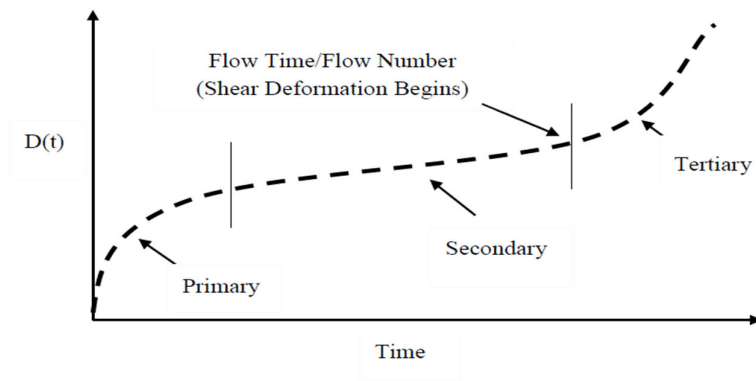 Flow Time/Flow Number
(Shear Deformation Begins)
D(t)
Tertiary
Secondary
Primary
Time